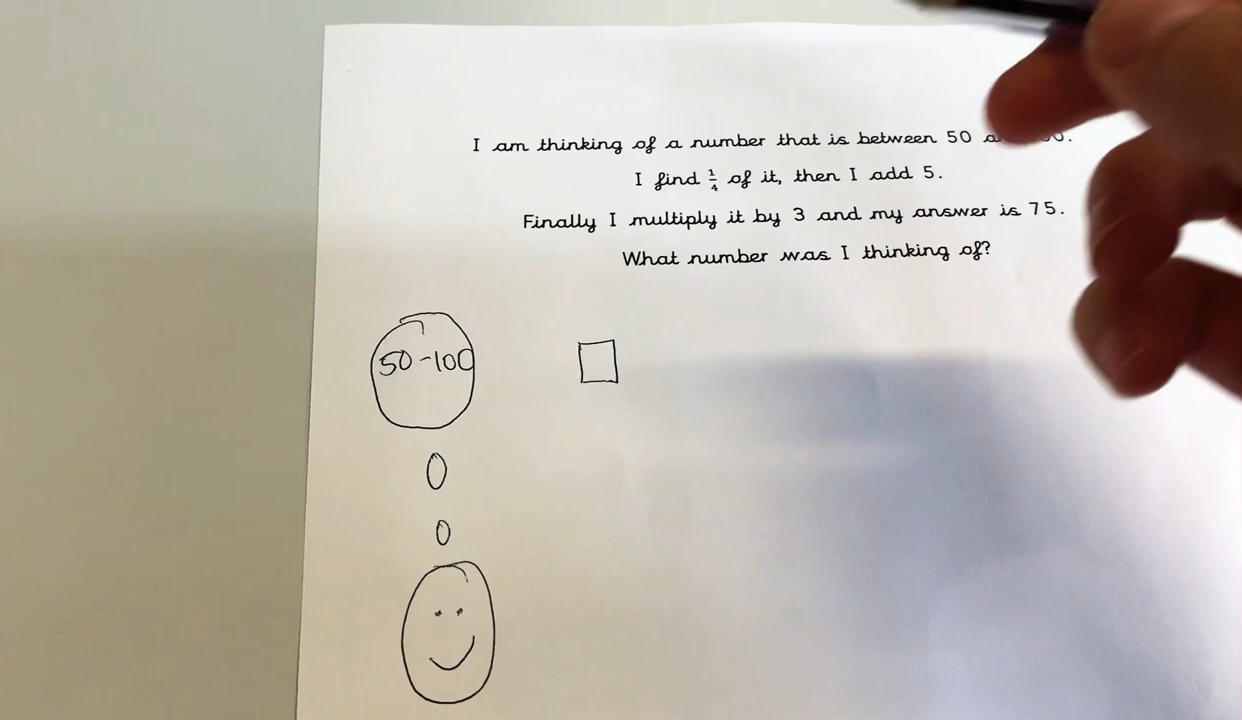 I am thinking of a number that is between 50
I find 1/4 of it, then I add 5.
Finally I multiply it by 3 and my answer is 75.
What number was I thinking of?
50-100